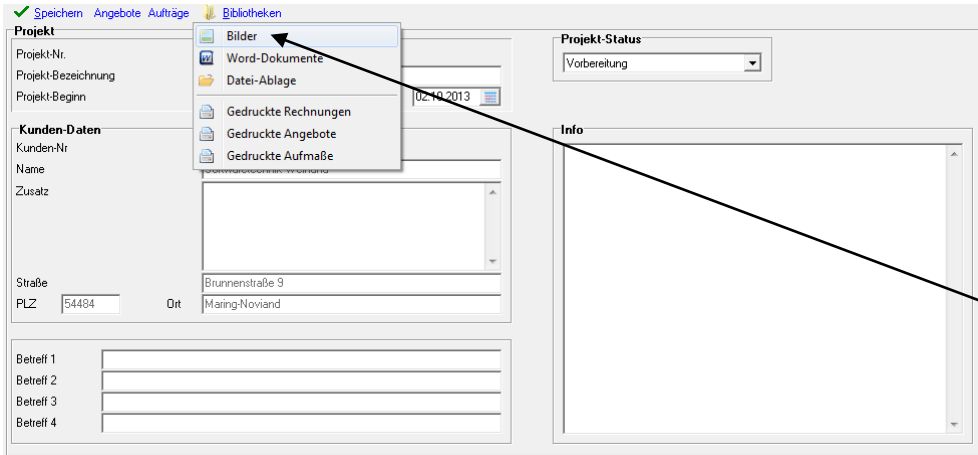 Speichern Angebote Aufträge Bibliotheken
Projekt
Projekt-Nr.
Projekt-Bezeichnung
Projekt-Beginn 02.10.2013
Bilder
Word-Dokumente
Datei-Ablage
Gedruckte Rechnungen
Gedruckte Angebote
Gedruckte Aufmaße
Projekt-Status
Vorbereitung
Kunden-Daten
Kunden-Nr
Name
Zusatz
Straße Brunnenstraße 9
PLZ 54484 Ort Maring-Noviand
Info
Betreff 1
Betreff 2
Betreff 3
Betreff 4